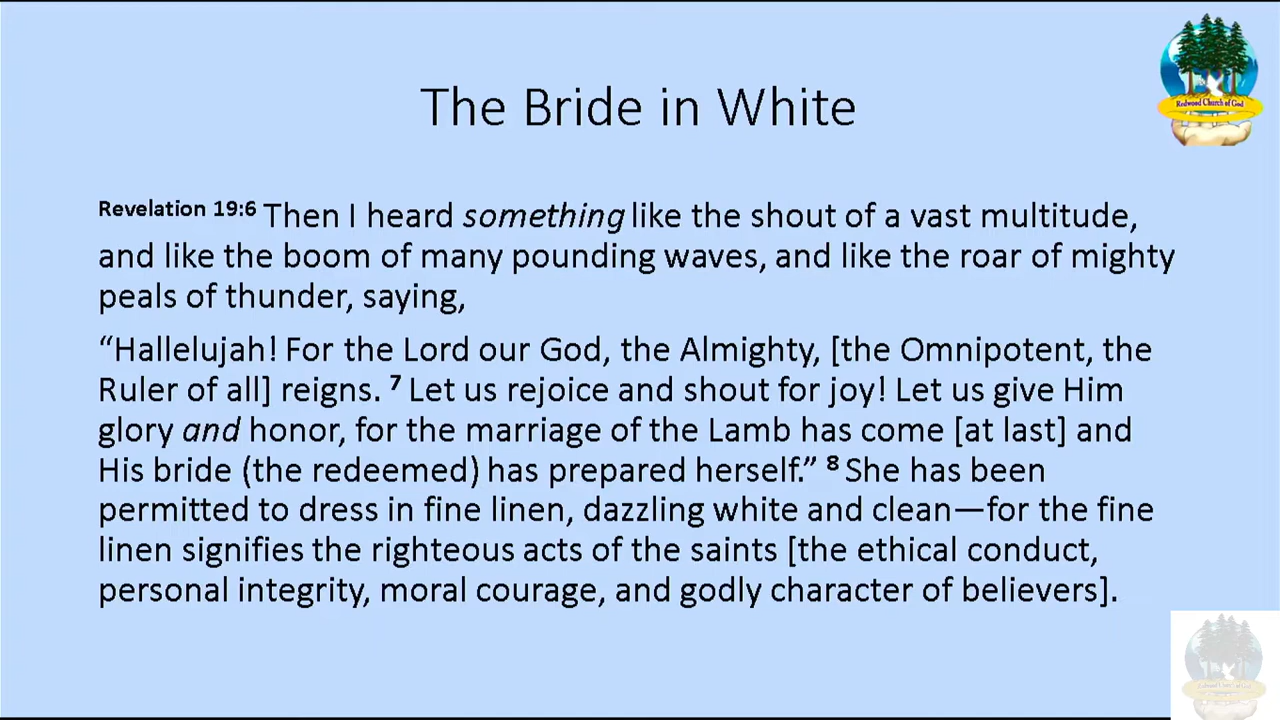 The Bride in White
Redwood Church of God
Revelation 19:6 Then I heard something like the shout of a vast multitude,
and like the boom of many pounding waves, and like the roar of mighty
peals of thunder, saying,
“Hallelujah! For the Lord our God, the Almighty, [the Omnipotent, the
Ruler of all] reigns. 7 Let us rejoice and shout for joy! Let us give Him
glory and honor, for the marriage of the Lamb has come [at last] and
His bride (the redeemed) has prepared herself.” 8 She has been
permitted to dress in fine linen, dazzling white and clean—for the fine
linen signifies the righteous acts of the saints [the ethical conduct,
personal integrity, moral courage, and godly character of believers].
Redwood Church of God